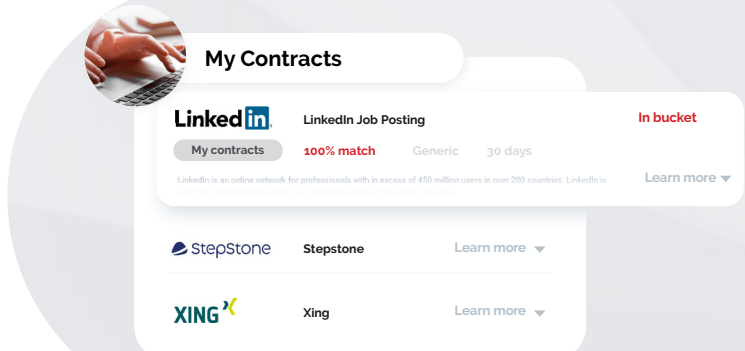 My Contracts
Linked in
LinkedIn Job Posting
In bucket
My contracts
100% match
Generic
30 days
LinkedIn is an online network for professionals with in excess of 450 million users in over 200 countries. LinkedIn is
Learn more
StepStone
Stepstone
Learn more
XING
Xing
Learn more